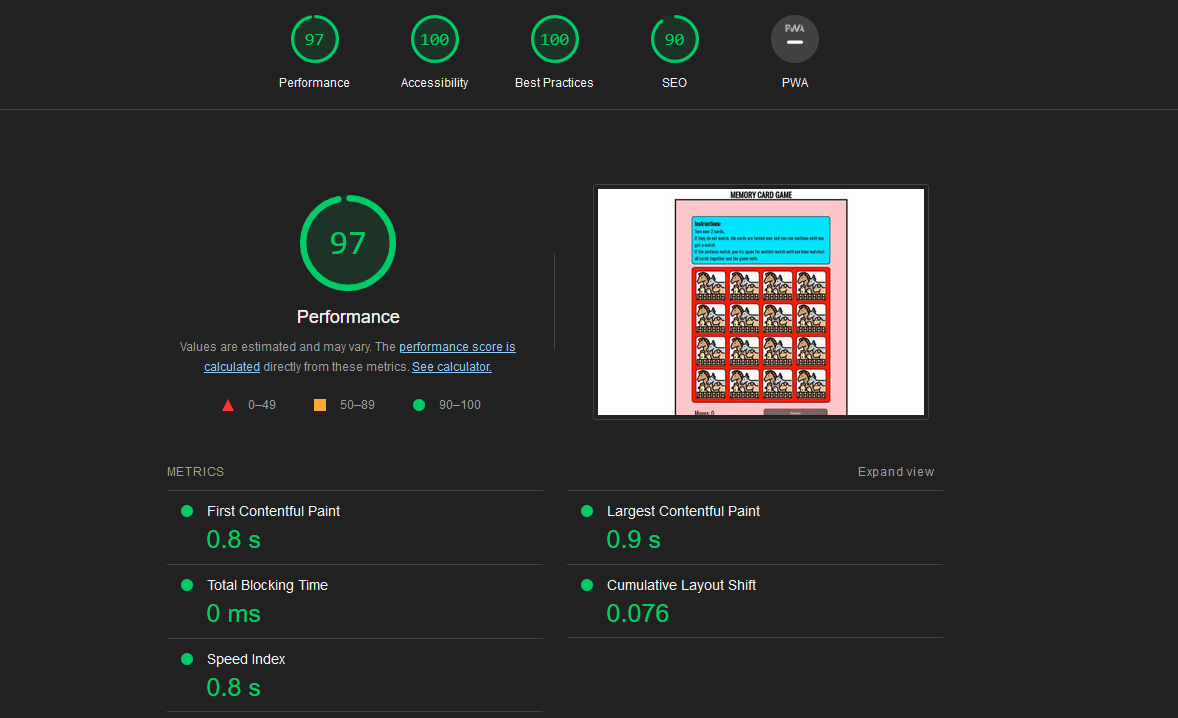 97
100
100
90
PWA
Performance
Accessibility
Best Practices
SEO
PWA
97
Performance
Values are estimated and may vary. The performance score is
calculated directly from these metrics. See calculator.
0–49
50–89
90–100
MEMORY CARD GAME
Instructions:
Turn over 2 cards.
If they do not match, the cards are turned over and you can continue until you
get a match.
If the pictures match, you try again for another match until you have matched
all cards together and the game ends.
Moves: 0
METRICS
Expand view
First Contentful Paint
0.8 s
Largest Contentful Paint
0.9 s
Total Blocking Time
0 ms
Cumulative Layout Shift
0.076
Speed Index
0.8 s